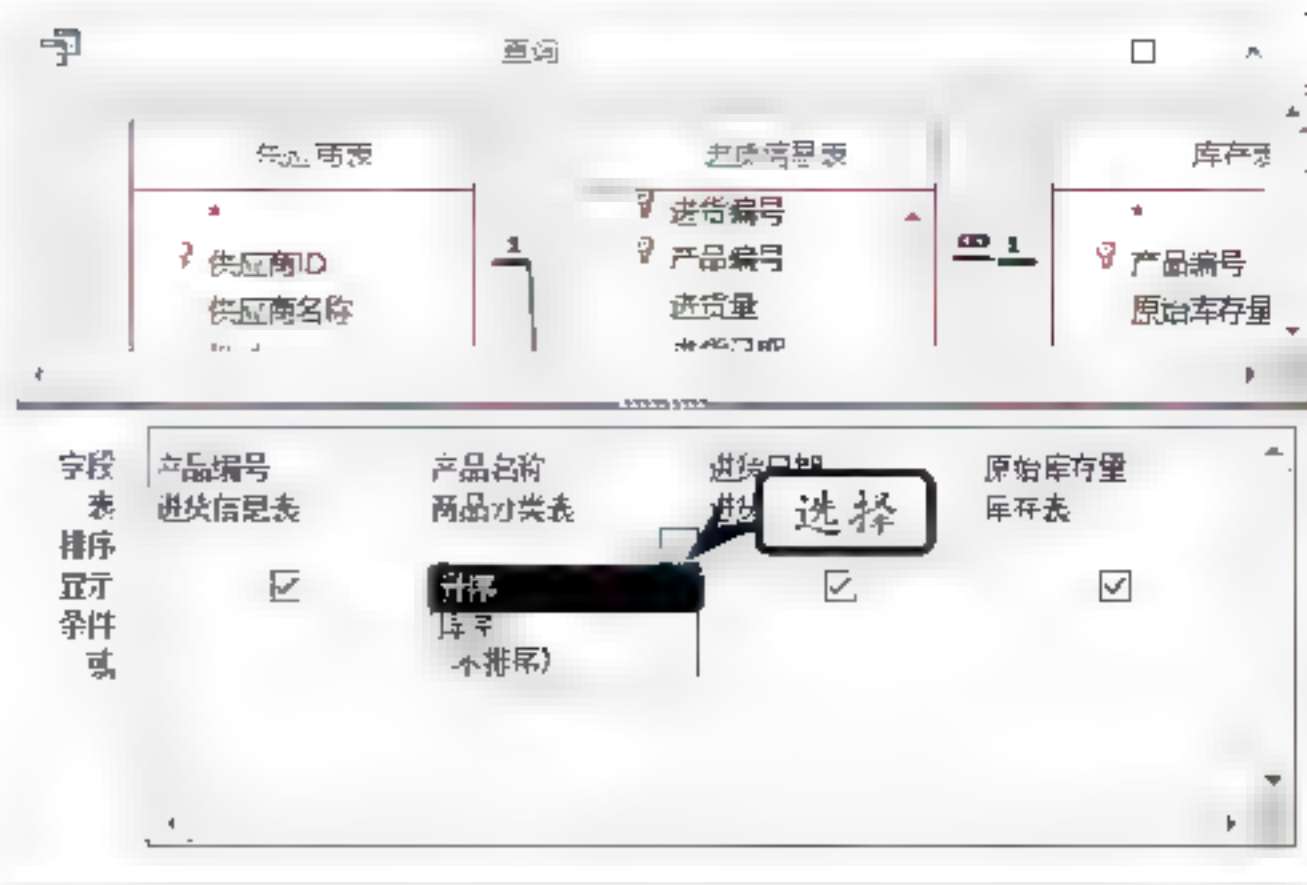 查询
供应商表 进货信息表 库存表
* 进货编号 *
供应商ID 1 产品编号 ∞ 1 产品编号
供应商名称 进货量 原始库存量
字段 产品编号 产品名称 原始库存量
表 进货信息表 商品分类表 选择 库存表
排序
显示 升序
条件 降序
或 (不排序)